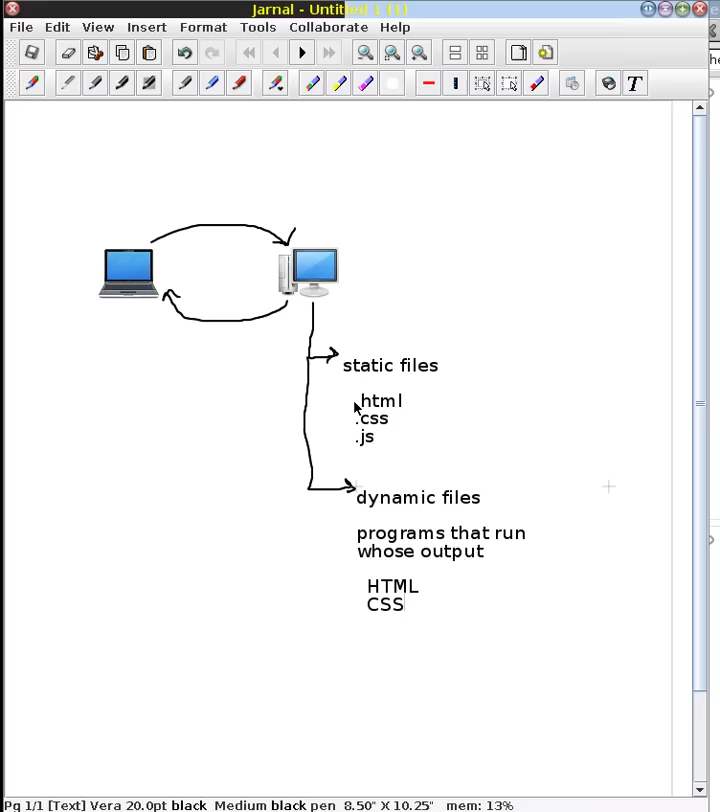 Jarnal - Untitled 1 (1)
File Edit View Insert Format Tools Collaborate Help
T
static files
.html
.css
.js
dynamic files
programs that run
whose output
HTML
CSS
Pg 1/1 [Text] Vera 20.0pt black Medium black pen 8.50" X 10.25" mem: 13%